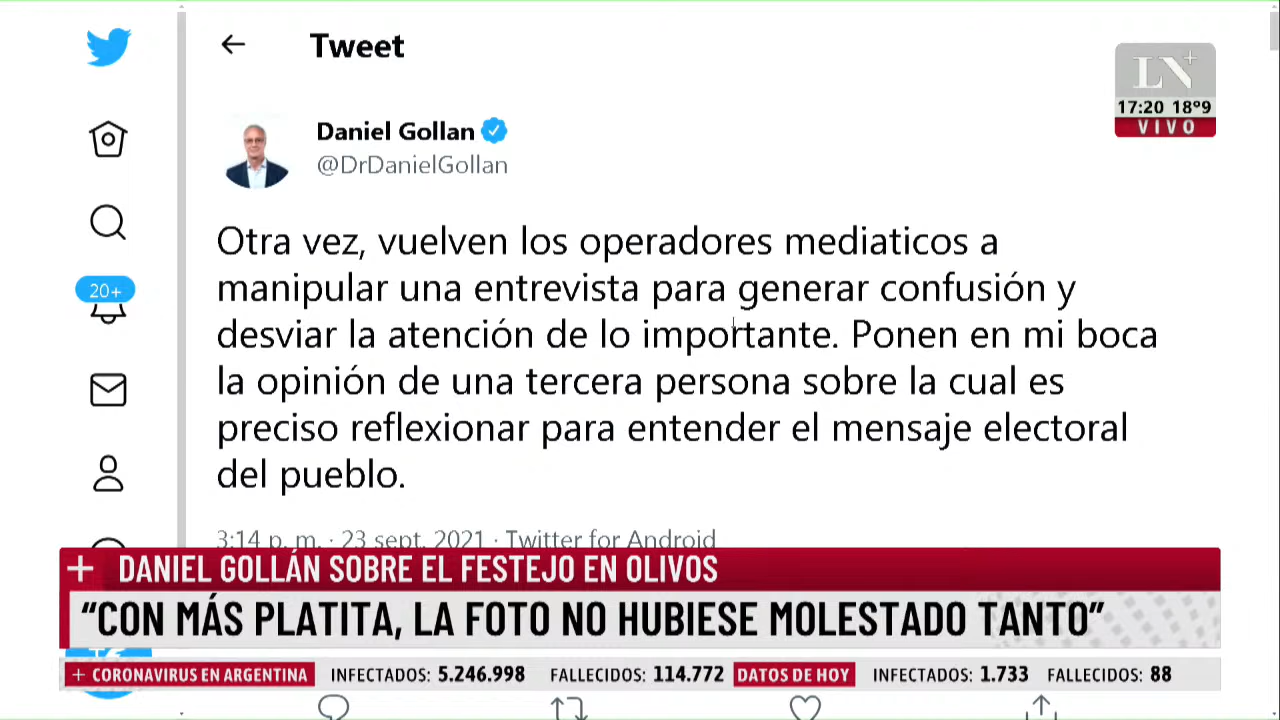 Tweet
LN+
17:20 18º9
VIVO
Daniel Gollan
@DrDanielGollan
Otra vez, vuelven los operadores mediaticos a
manipular una entrevista para generar confusión y
desviar la atención de lo importante. Ponen en mi boca
la opinión de una tercera persona sobre la cual es
preciso reflexionar para entender el mensaje electoral
del pueblo.
20+
3:14 p. m. · 23 sept. 2021 · Twitter for Android
+ DANIEL GOLLÁN SOBRE EL FESTEJO EN OLIVOS
“CON MÁS PLATITA, LA FOTO NO HUBIESE MOLESTADO TANTO”
+ CORONAVIRUS EN ARGENTINA INFECTADOS: 5.246.998 FALLECIDOS: 114.772 DATOS DE HOY INFECTADOS: 1.733 FALLECIDOS: 88